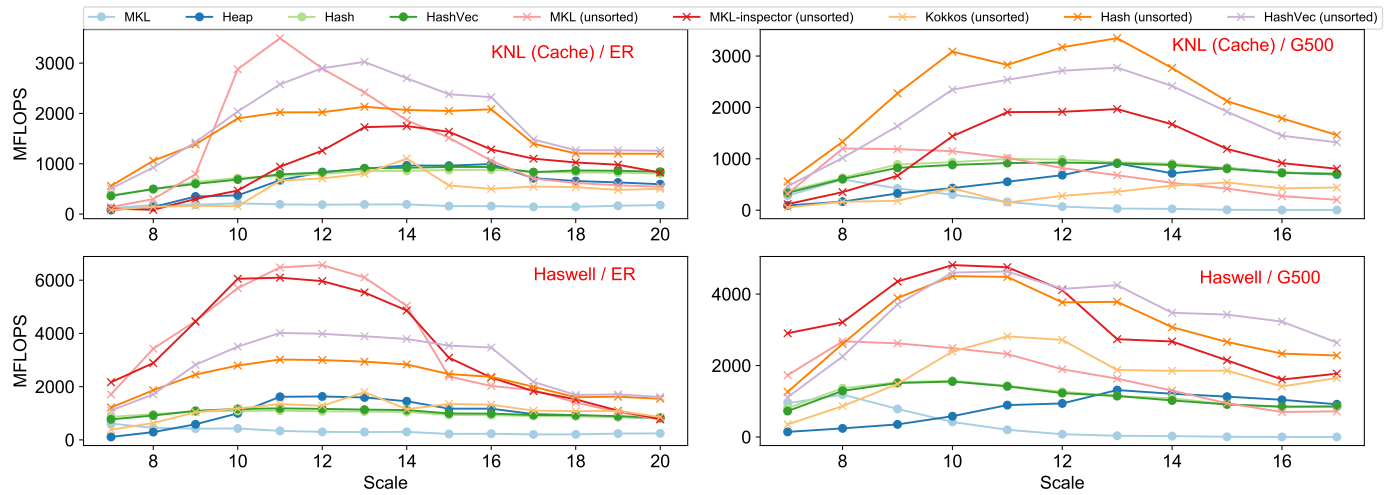 MKL Heap Hash HashVec MKL (unsorted) MKL-inspector (unsorted) Kokkos (unsorted) Hash (unsorted) HashVec (unsorted)
KNL (Cache) / ER
MFLOPS
3000
2000
1000
0
8 10 12 14 16 18 20
KNL (Cache) / G500
3000
2000
1000
0
8 10 12 14 16
Haswell / ER
MFLOPS
6000
4000
2000
0
8 10 12 14 16 18 20
Scale
Haswell / G500
4000
2000
0
8 10 12 14 16
Scale